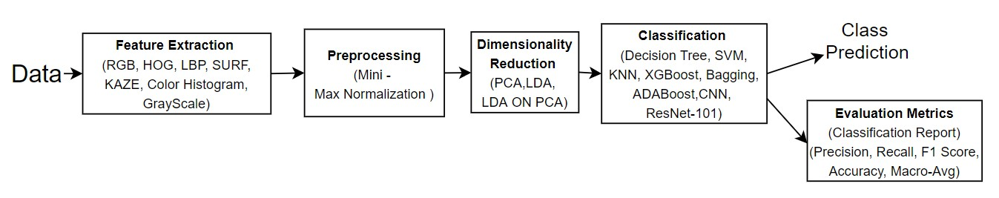 Data
Feature Extraction
(RGB, HOG, LBP, SURF,
KAZE, Color Histogram,
GrayScale)
Preprocessing
(Mini -
Max Normalization )
Dimensionality
Reduction
(PCA,LDA,
LDA ON PCA)
Classification
(Decision Tree, SVM,
KNN, XGBoost, Bagging,
ADABoost,CNN,
ResNet-101)
Class
Prediction
Evaluation Metrics
(Classification Report)
(Precision, Recall, F1 Score,
Accuracy, Macro-Avg)